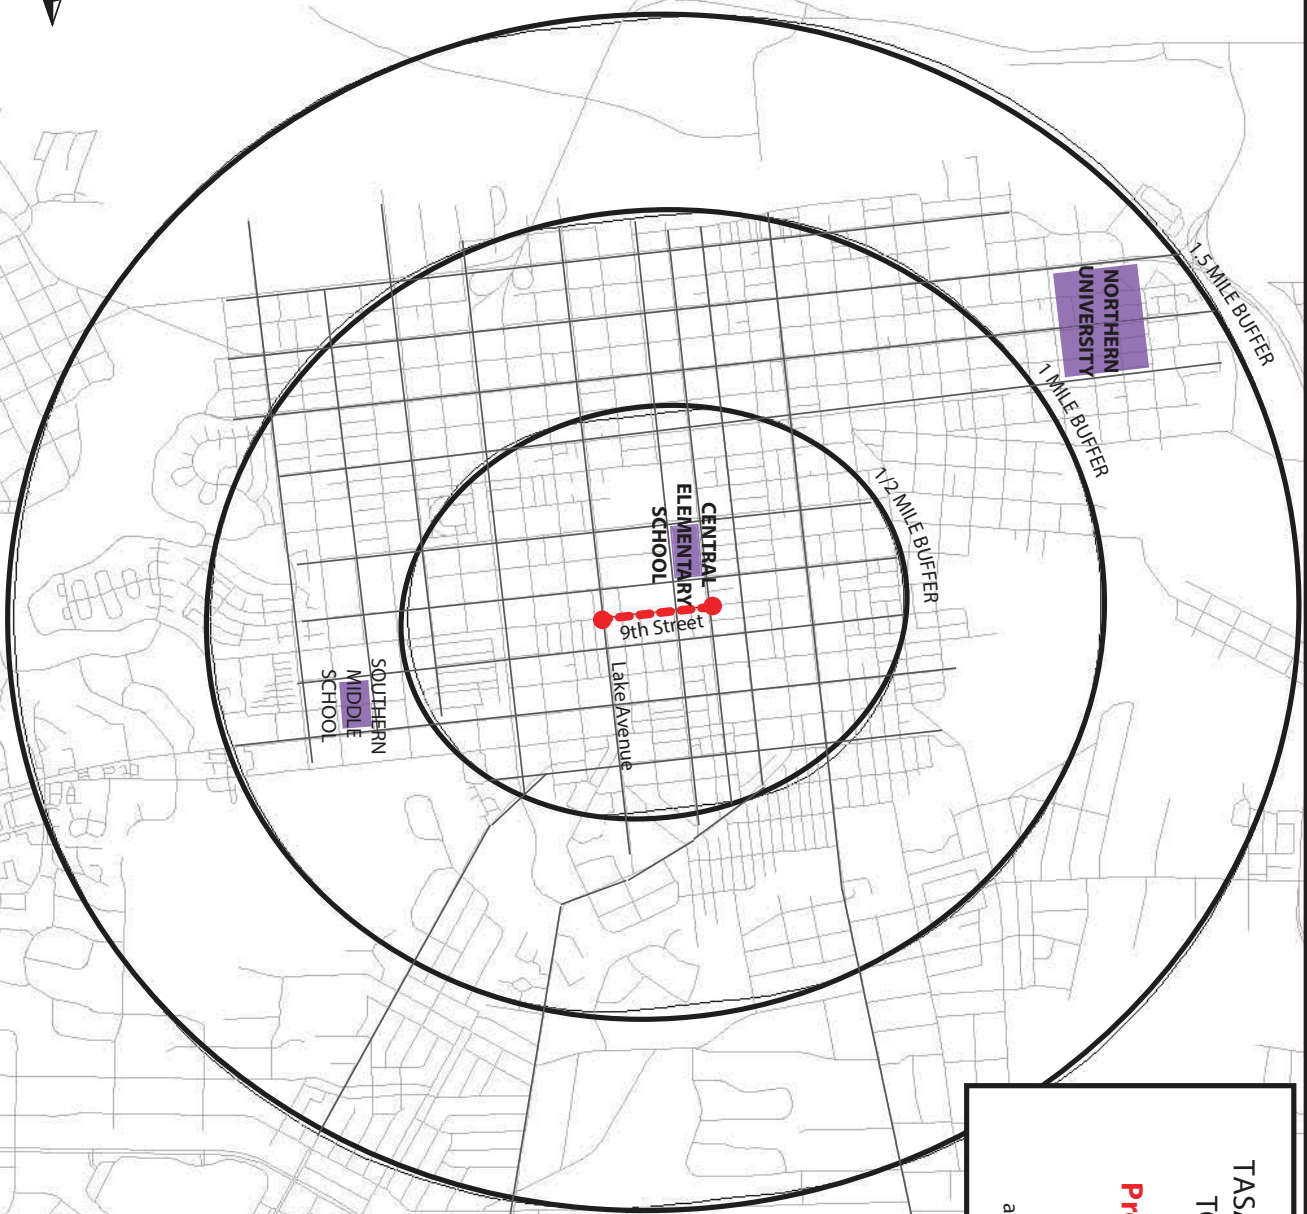 1.5 MILE BUFFER
NORTHERN
UNIVERSITY
1 MILE BUFFER
1/2 MILE BUFFER
CENTRAL
ELEMENTARY
SCHOOL
9th Street
Lake Avenue
SOUTHERN
MIDDLE
SCHOOL